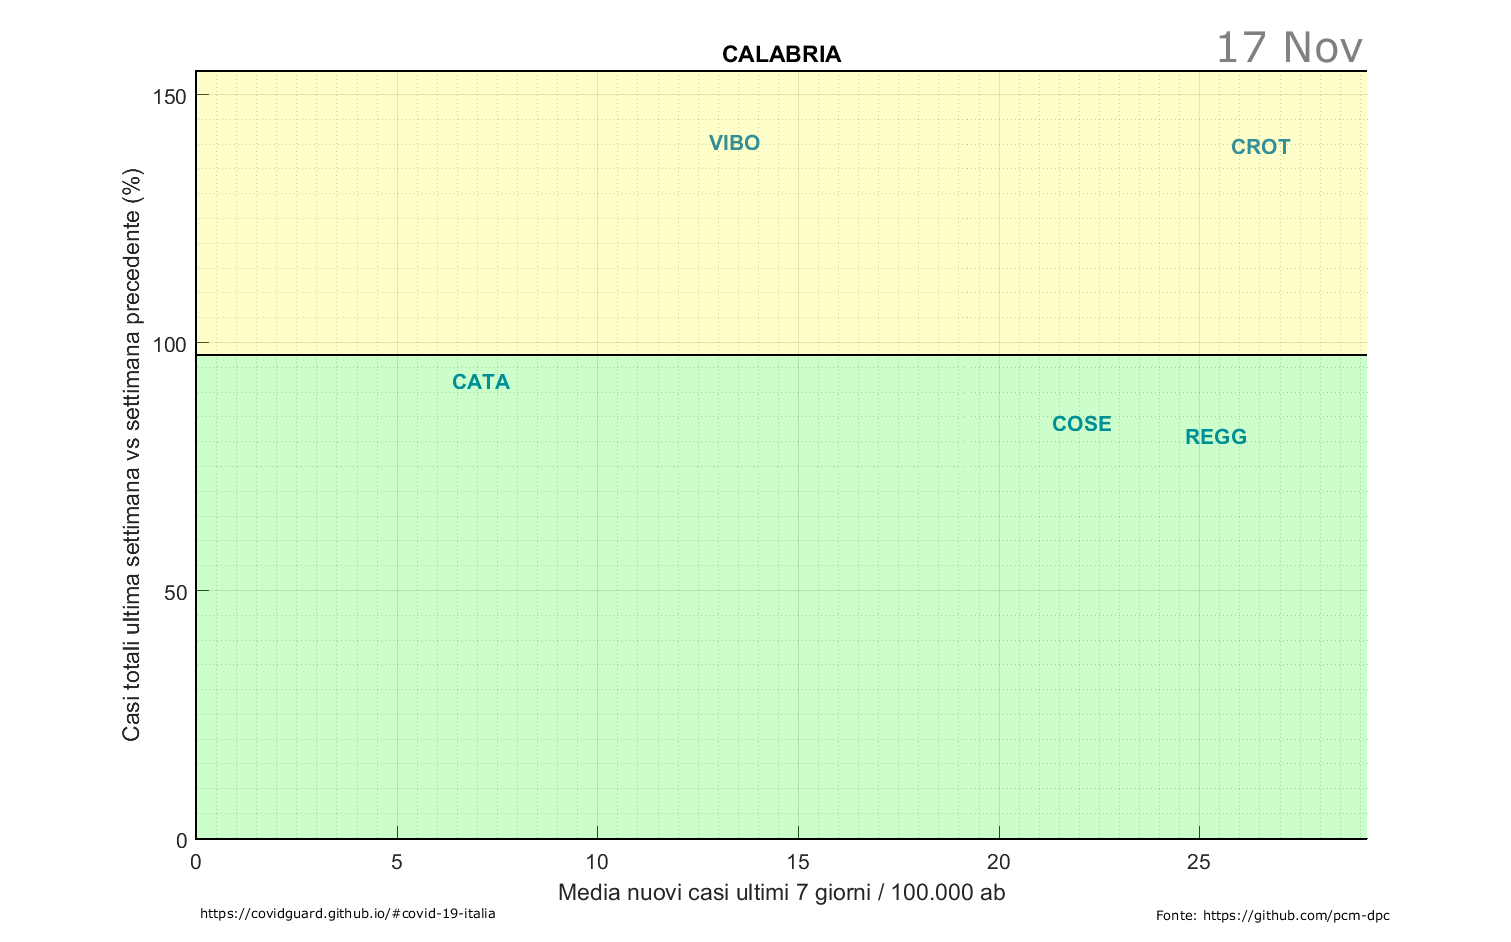 17 Nov
CALABRIA
150
VIBO
CROT
100
CATA
COSE
REGG
50
0
Casi totali ultima settimana vs settimana precedente (%)
0 5 10 15 20 25
Media nuovi casi ultimi 7 giorni / 100.000 ab
https://covidguard.github.io/#covid-19-italia
Fonte: https://github.com/pcm-dpc